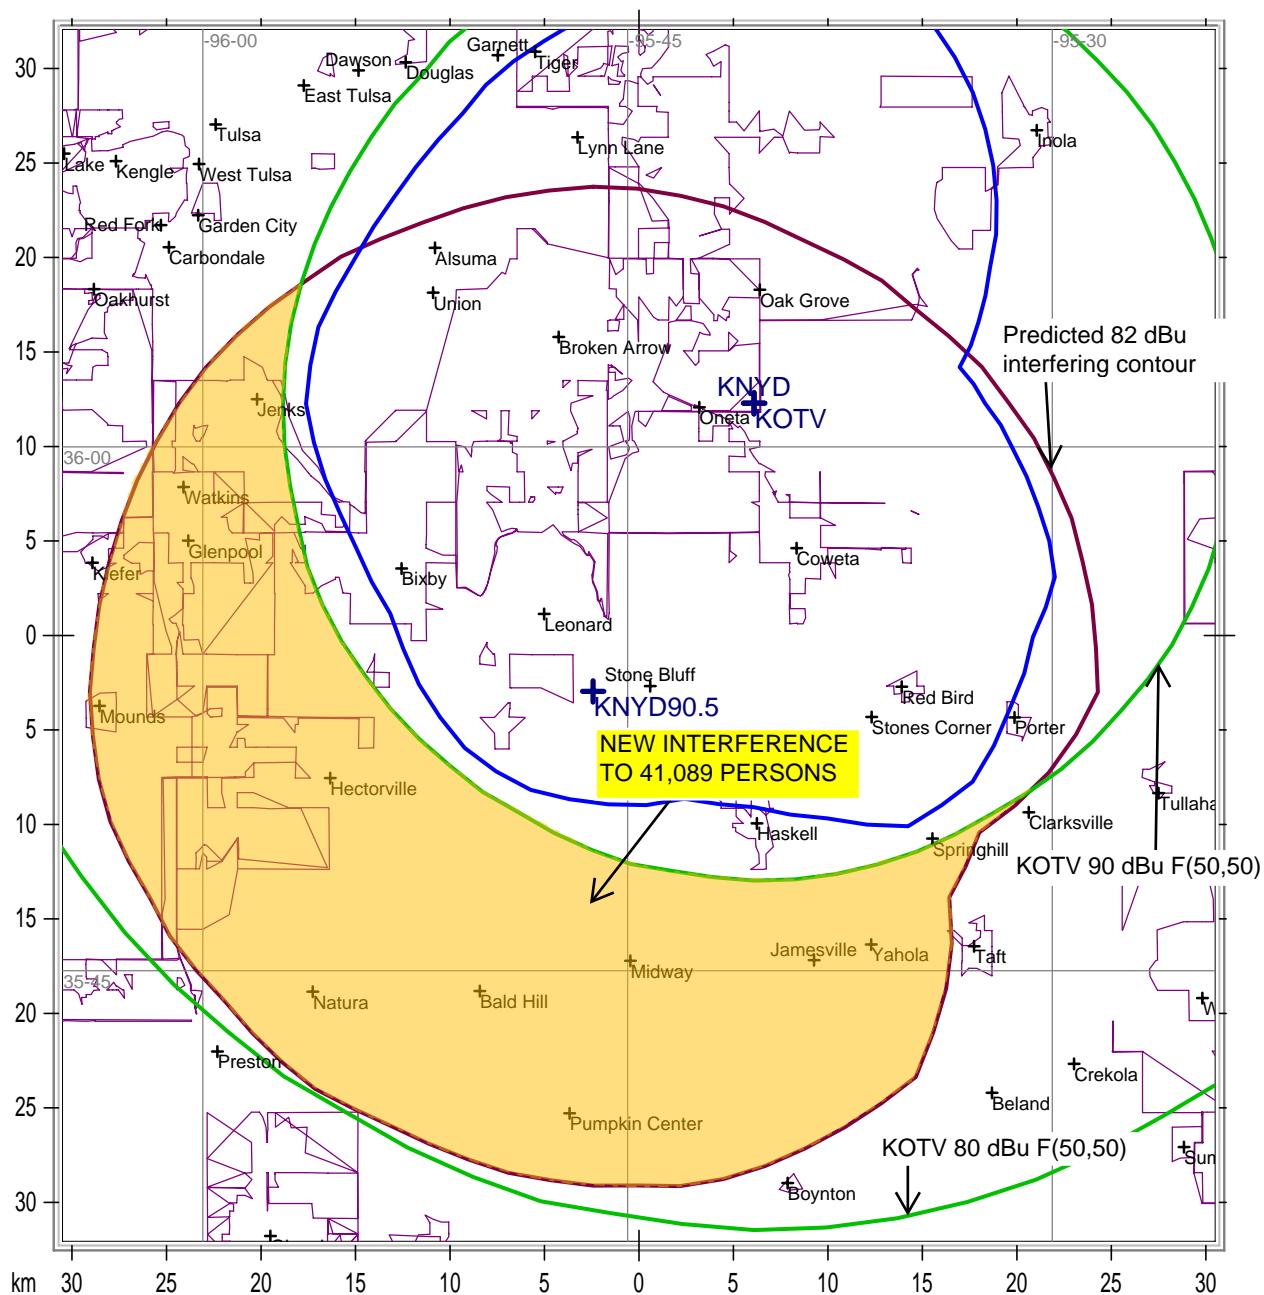 -96-00
-95-45
-95-30
Garnett
Tiger
Dawson
Douglas
East Tulsa
Tulsa
Lynn Lane
Inola
Lake
Kengle
West Tulsa
Red Fork
Garden City
Carbondale
Alsuma
Oakhurst
Union
Oak Grove
Broken Arrow
Predicted 82 dBu
interfering contour
KNYD
Jenks
Oneta
KOTV
36-00
Watkins
Glenpool
Kiefer
Bixby
Coweta
Leonard
Stone Bluff
KNYD90.5
Red Bird
Mounds
Stones Corner
Porter
NEW INTERFERENCE
TO 41,089 PERSONS
Hectorville
Tullaha
Haskell
Clarksville
Springhill
KOTV 90 dBu F(50,50)
Jamesville
Yahola
Taft
Midway
35-45
Natura
Bald Hill
W
Preston
Crekola
Beland
Pumpkin Center
KOTV 80 dBu F(50,50)
Sum
Boynton
30
25
20
15
10
5
0
5
10
15
20
25
30
km 30 25 20 15 10 5 0 5 10 15 20 25 30